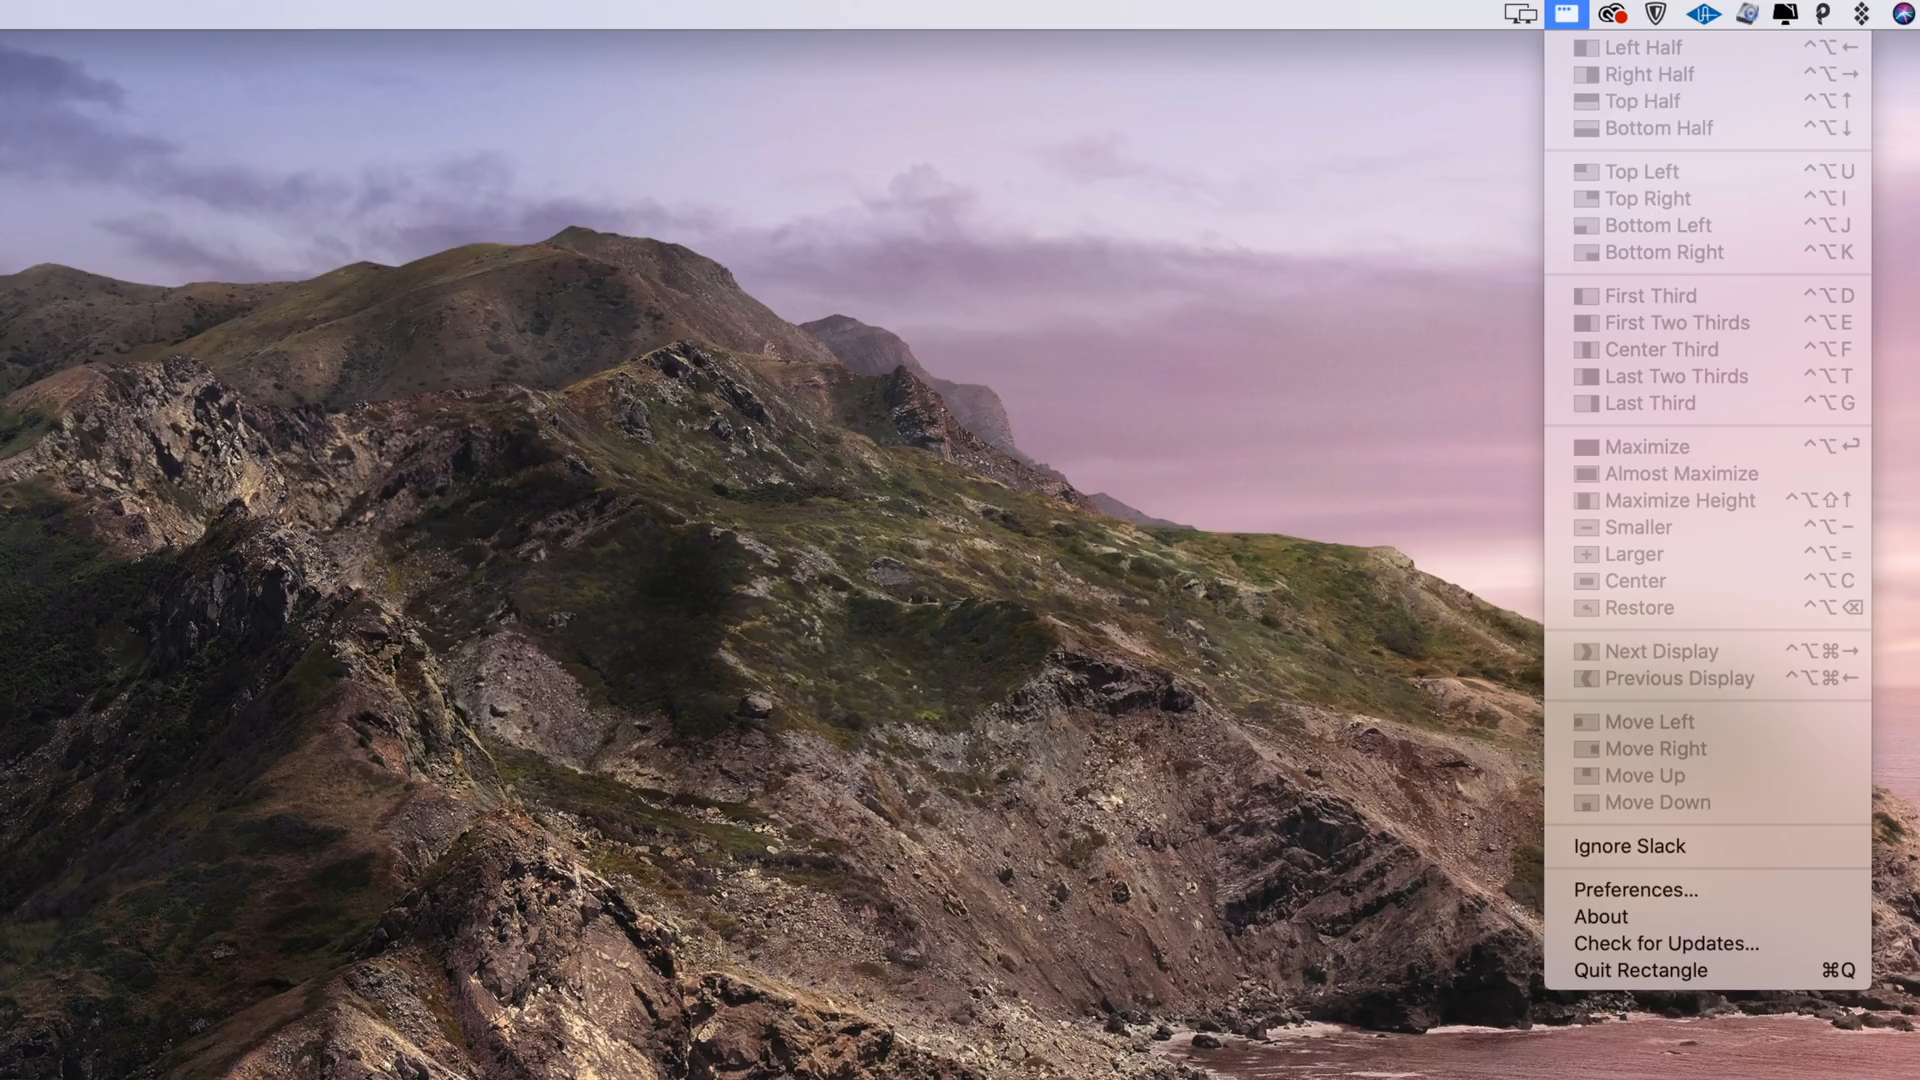 Left Half ^⌥←
Right Half ^⌥→
Top Half ^⌥↑
Bottom Half ^⌥↓
Top Left ^⌥U
Top Right ^⌥I
Bottom Left ^⌥J
Bottom Right ^⌥K
First Third ^⌥D
First Two Thirds ^⌥E
Center Third ^⌥F
Last Two Thirds ^⌥T
Last Third ^⌥G
Maximize ^⌥↩
Almost Maximize
Maximize Height ^⌥⇧↑
Smaller ^⌥-
Larger ^⌥=
Center ^⌥C
Restore ^⌥⌫
Next Display ^⌥⌘→
Previous Display ^⌥⌘←
Move Left
Move Right
Move Up
Move Down
Ignore Slack
Preferences...
About
Check for Updates...
Quit Rectangle ⌘Q